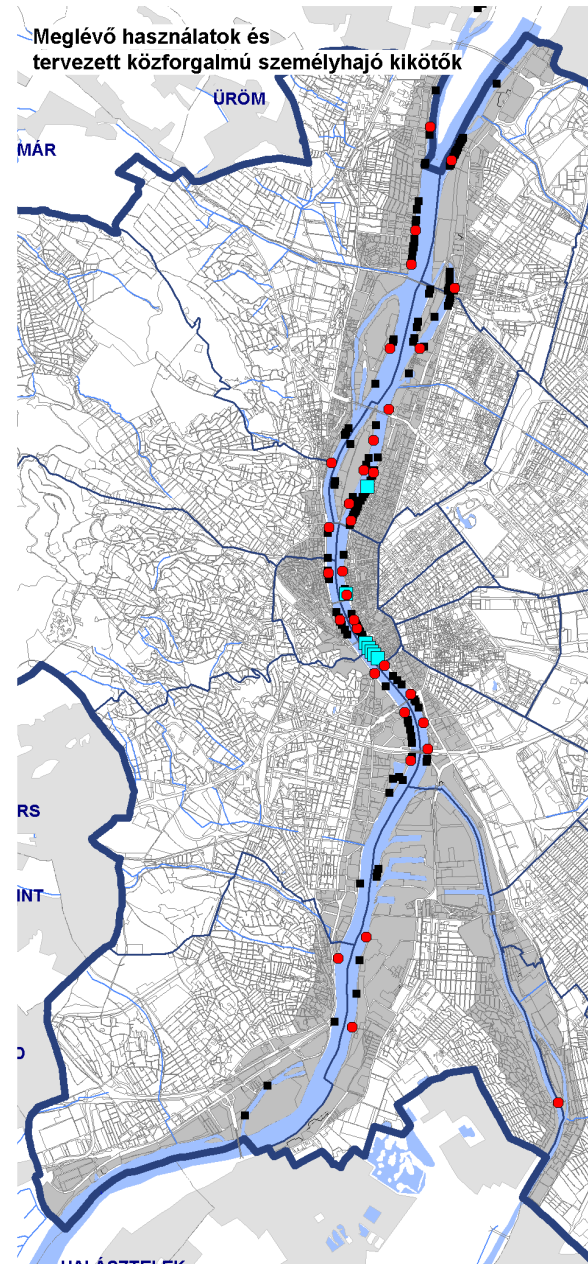 Meglévő használatok és
tervezett közforgalmú személyhajó kikötők
ÜRÖM
MÁR
RS
INT
HALÁSZTELEK